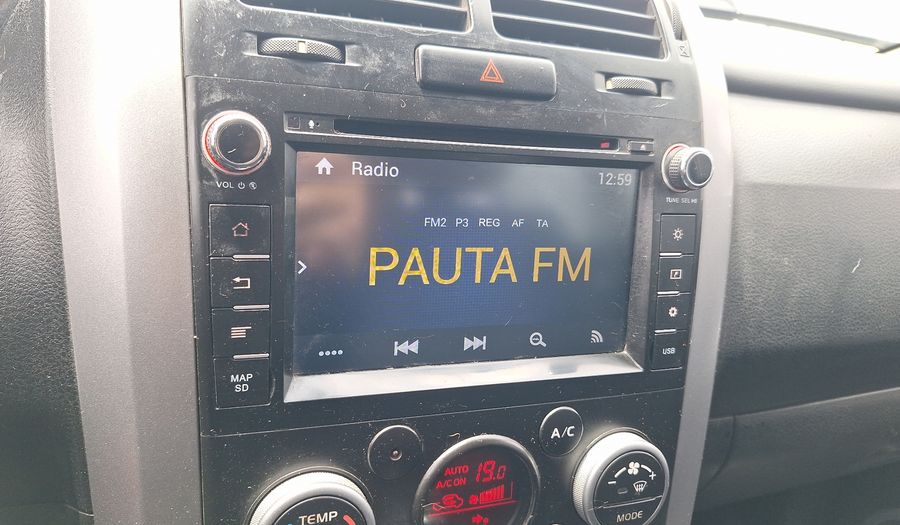 VOL
TUNE SEL
Radio
12:59
FM2 P3 REG AF TA
PAUTA FM
MAP
SD
USB
A/C
AUTO
A/C ON
19.0
TEMP
MODE